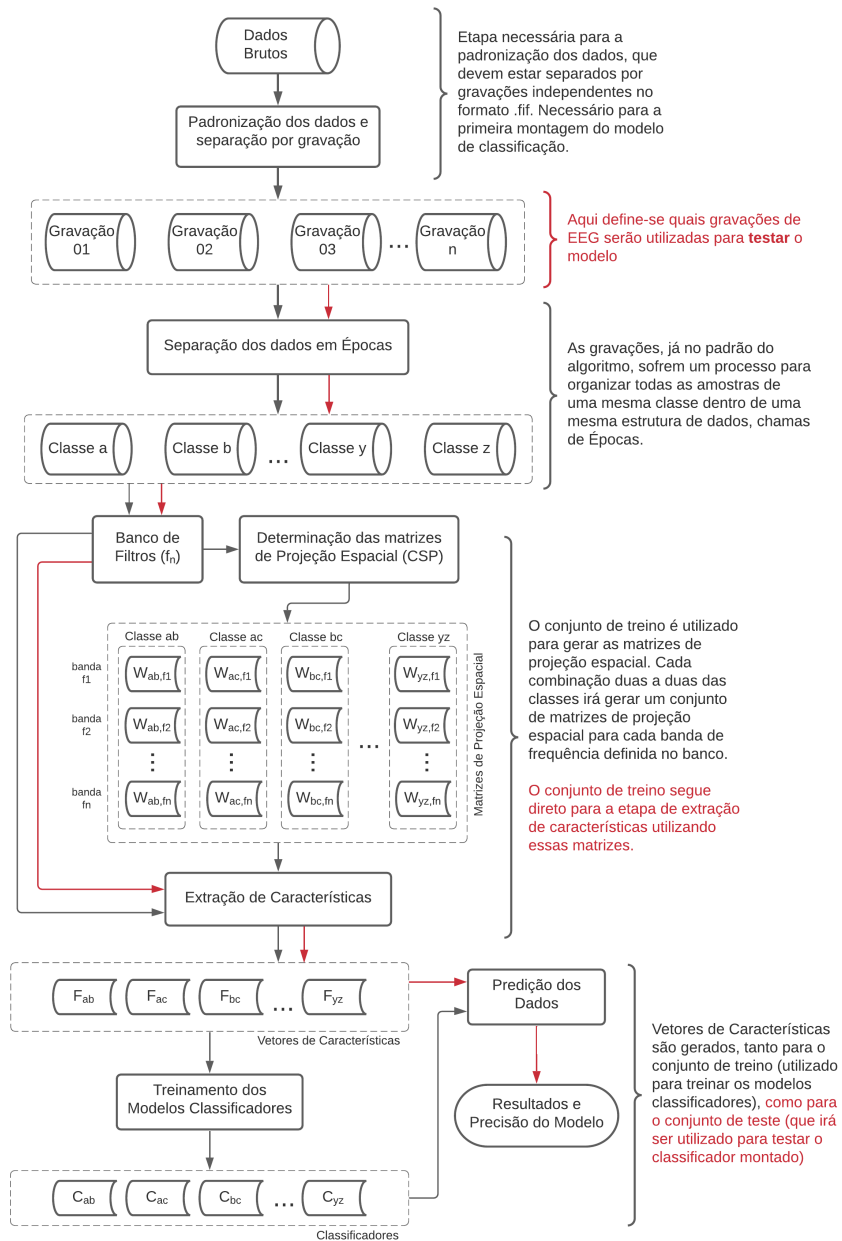 Dados
Brutos
Etapa necessária para a
padronização dos dados, que
devem estar separados por
gravações independentes no
formato .fif. Necessário para a
primeira montagem do modelo
de classificação.
Padronização dos dados e
separação por gravação
Gravação
01
Gravação
02
Gravação
03
...
Gravação
n
Aqui define-se quais gravações de
EEG serão utilizadas para testar o
modelo
Separação dos dados em Épocas
As gravações, já no padrão do
algoritmo, sofrem um processo para
organizar todas as amostras de
uma mesma classe dentro de uma
mesma estrutura de dados, chamas
de Épocas.
Classe a
Classe b
...
Classe y
Classe z
Banco de
Filtros (fn)
Determinação das matrizes
de Projeção Espacial (CSP)
Classe ab
Classe ac
Classe bc
Classe yz
banda
f1
Wab,f1
Wac,f1
Wbc,f1
Wyz,f1
banda
f2
Wab,f2
Wac,f2
Wbc,f2
Wyz,f2
...
...
...
...
...
banda
fn
Wab,fn
Wac,fn
Wbc,fn
Wyz,fn
Matrizes de Projeção Espacial
O conjunto de treino é utilizado
para gerar as matrizes de
projeção espacial. Cada
combinação duas a duas das
classes irá gerar um conjunto
de matrizes de projeção
espacial para cada banda de
frequência definida no banco.
O conjunto de treino segue
direto para a etapa de extração
de características utilizando
essas matrizes.
Extração de Características
Fab
Fac
Fbc
...
Fyz
Vetores de Características
Predição dos
Dados
Treinamento dos
Modelos Classificadores
Resultados e
Precisão do Modelo
Vetores de Características
são gerados, tanto para o
conjunto de treino (utilizado
para treinar os modelos
classificadores), como para
o conjunto de teste (que irá
ser utilizado para testar o
classificador montado)
Cab
Cac
Cbc
...
Cyz
Classificadores